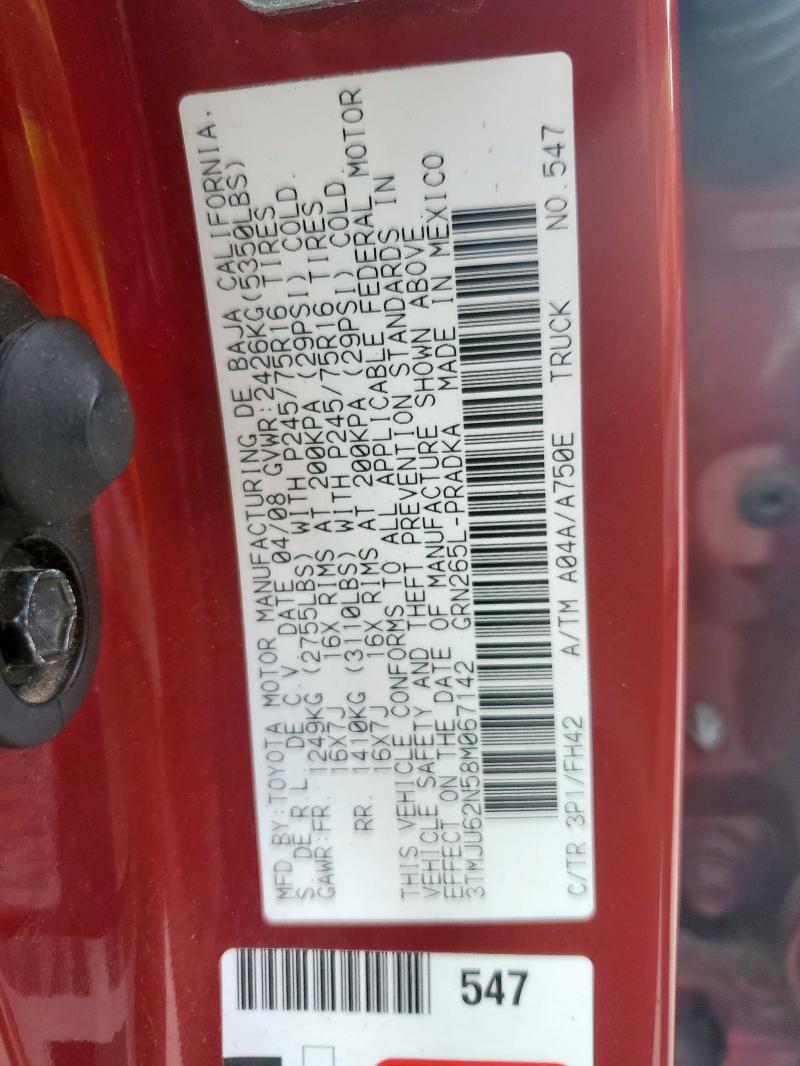 MFD BY:TOYOTA MOTOR MANUFACTURING DE BAJA CALIFORNIA,
S. DE R.L. DE C.V. DATE 04/08 GVWR:2426KG(5350LBS)
GAWR:FR. 1249KG (2755LBS) WITH P245/75R16 TIRES
16X7J 16X RIMS AT 200KPA (29PSI) COLD
RR. 1410KG (3110LBS) WITH P245/75R16 TIRES
16X7J 16X RIMS AT 200KPA (29PSI) COLD
THIS VEHICLE CONFORMS TO ALL APPLICABLE FEDERAL MOTOR
VEHICLE SAFETY AND THEFT PREVENTION STANDARDS IN
EFFECT ON THE DATE OF MANUFACTURE SHOWN ABOVE.
3TMJU62N58M067142 GRN265L-PRADKA MADE IN MEXICO
C/TR 3P1/FH42 A/TM A04A/A750E TRUCK NO.547
547